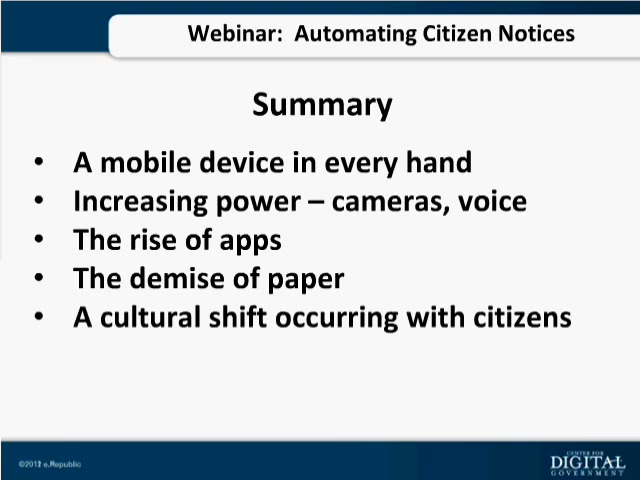 Webinar: Automating Citizen Notices
Summary
• A mobile device in every hand
• Increasing power – cameras, voice
• The rise of apps
• The demise of paper
• A cultural shift occurring with citizens
©2012 e.Republic
CENTER FOR
DIGITAL
GOVERNMENT